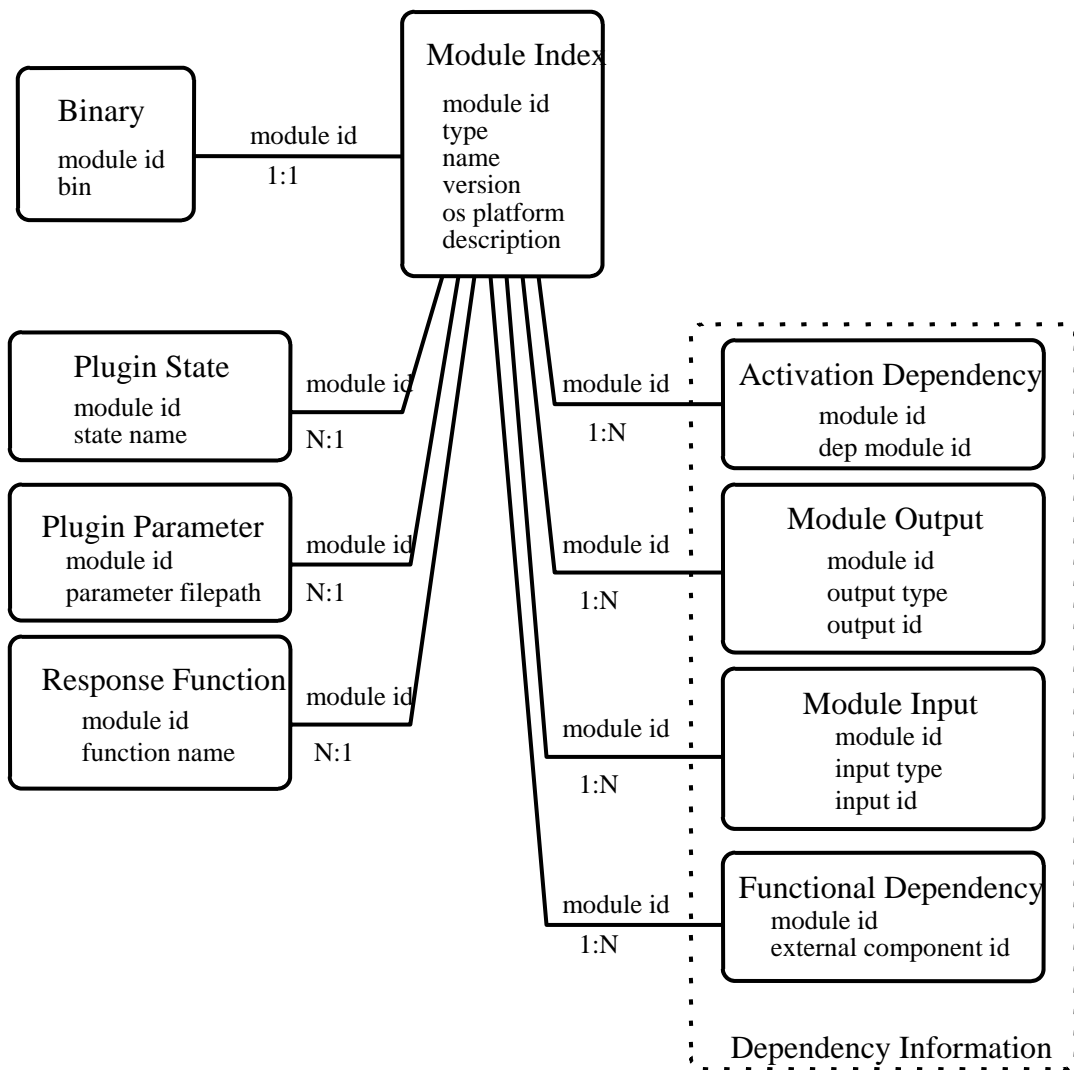 Module Index
module id
type
name
version
os platform
description
Binary
module id
bin
module id
1:1
Plugin State
module id
state name
module id
N:1
Plugin Parameter
module id
parameter filepath
module id
N:1
Response Function
module id
function name
module id
N:1
module id
1:N
Activation Dependency
module id
dep module id
module id
1:N
Module Output
module id
output type
output id
module id
1:N
Module Input
module id
input type
input id
module id
1:N
Functional Dependency
module id
external component id
Dependency Information